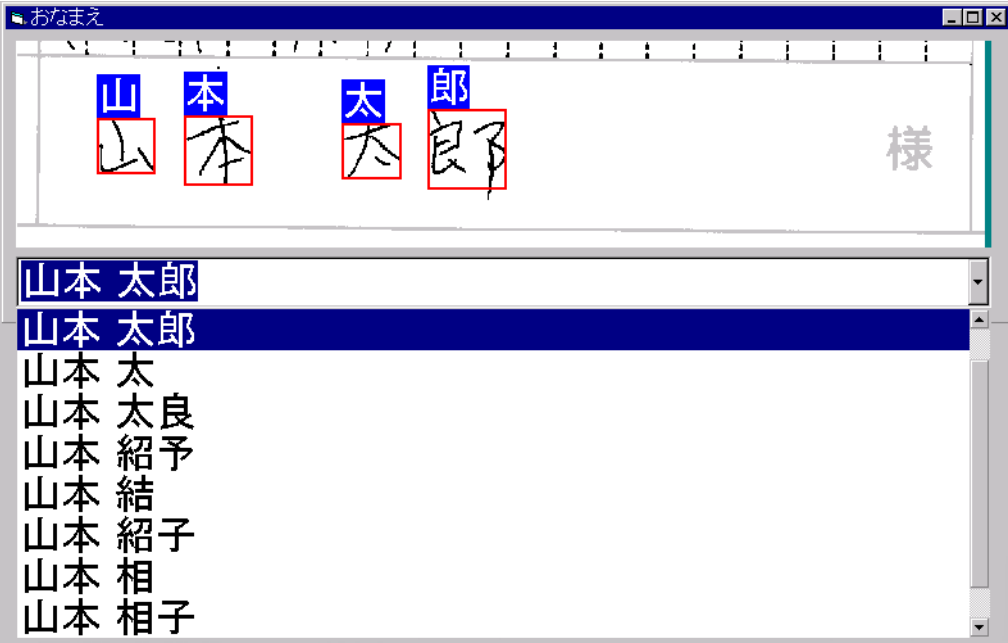 おなまえ
山 本 太 郎
山本 太郎 様
山本 太郎
山本 太郎
山本 太
山本 太良
山本 紹予
山本 結
山本 紹子
山本 相
山本 相子